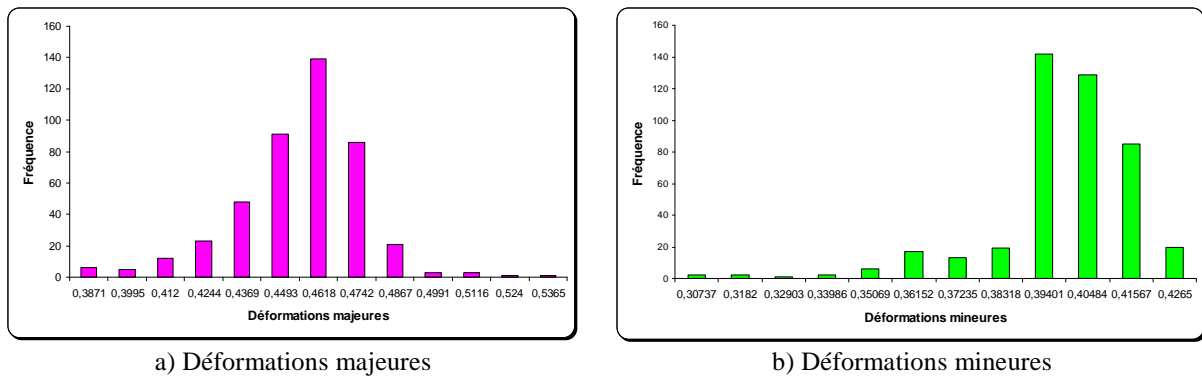 160
140
120
100
80
60
40
20
0
Fréquence
0,3871 0,3995 0,412 0,4244 0,4369 0,4493 0,4618 0,4742 0,4867 0,4991 0,5116 0,524 0,5365
Déformations majeures
a) Déformations majeures
160
140
120
100
80
60
40
20
0
Fréquence
0,30737 0,3182 0,32903 0,33986 0,35069 0,36152 0,37235 0,38318 0,39401 0,40484 0,41567 0,4265
Déformations mineures
b) Déformations mineures